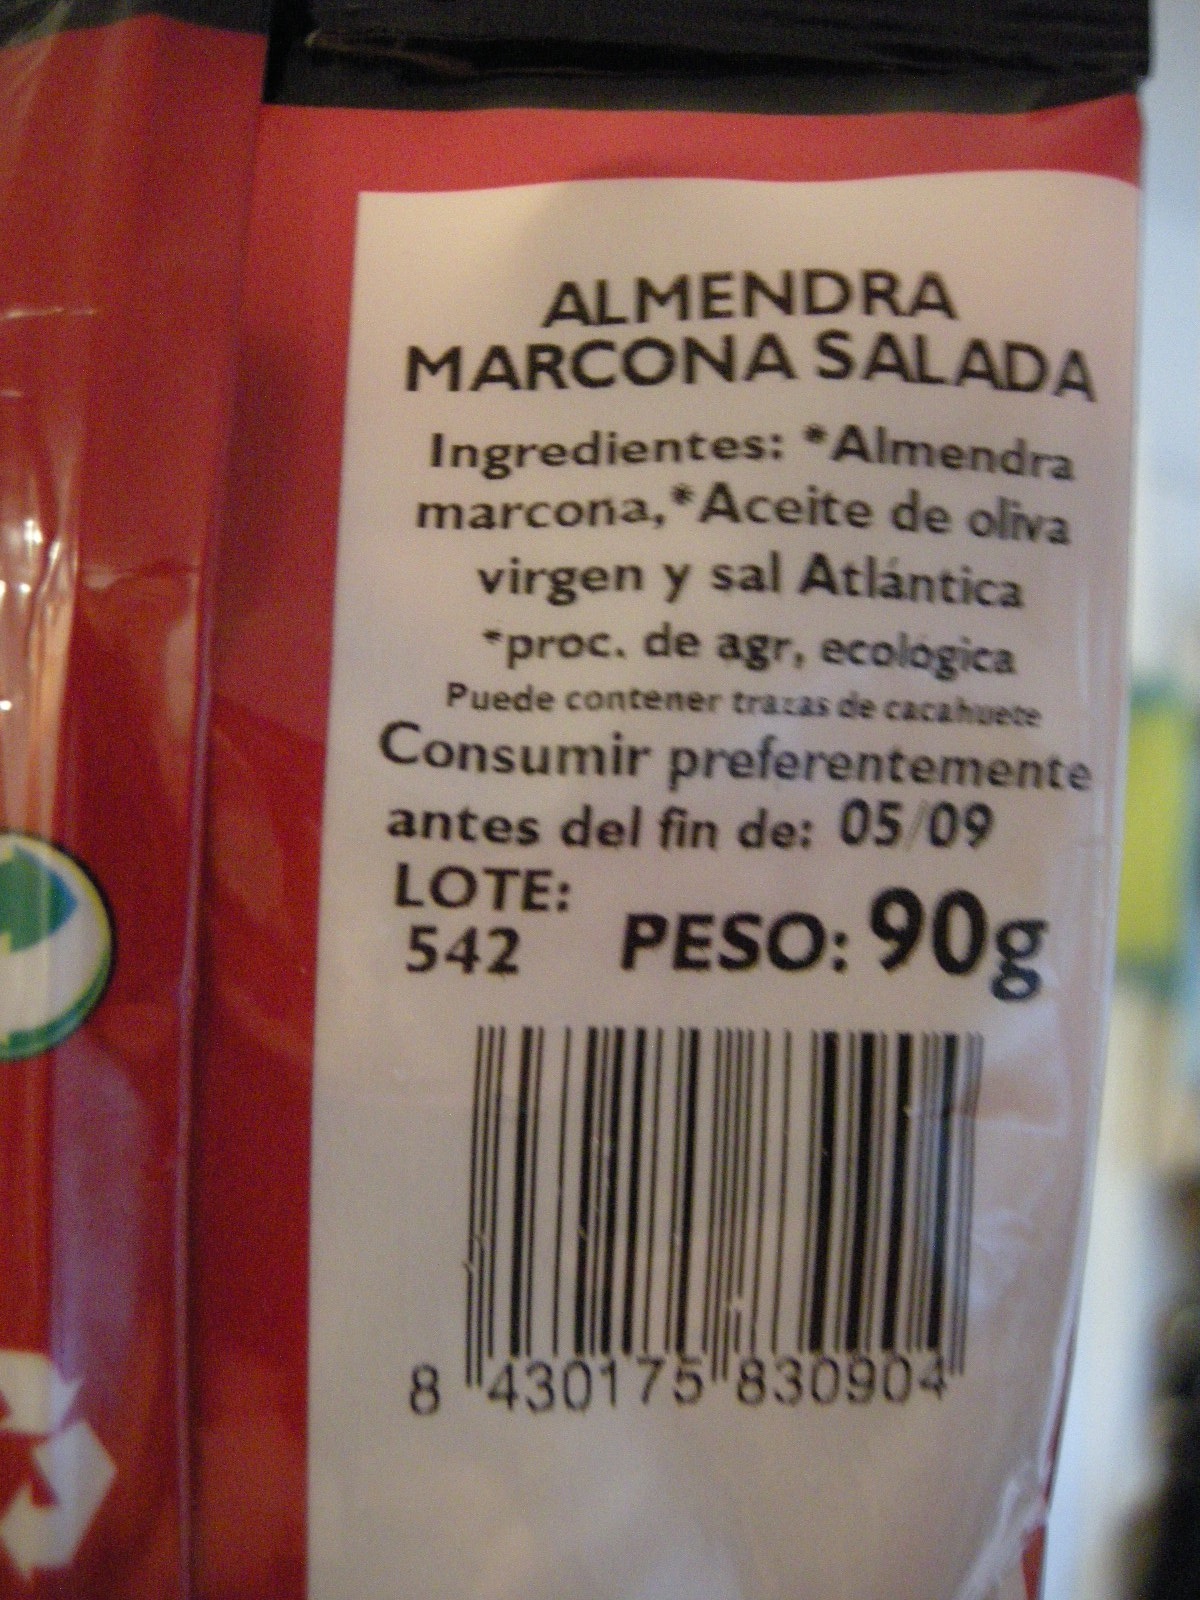 ALMENDRA
MARCONA SALADA
Ingredientes: *Almendra
marcona,*Aceite de oliva
virgen y sal Atlántica
*proc. de agr, ecológica
Puede contener trazas de cacahuete
Consumir preferentemente
antes del fin de: 05/09
LOTE:
542
PESO: 90g
8 430175 830904